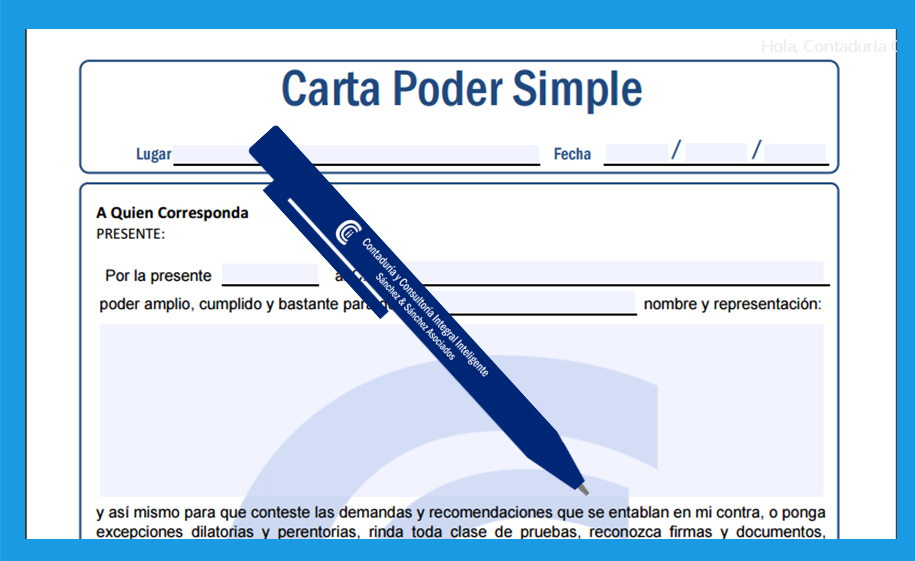 Hola, Contaduría
Carta Poder Simple
Lugar Fecha / /
A Quien Corresponda
PRESENTE:
Por la presente
poder amplio, cumplido y bastante para nombre y representación:
Contaduría y Consultoría Integral Inteligente
Sánchez & Sánchez Asociados
y así mismo para que conteste las demandas y recomendaciones que se entablan en mi contra, o ponga
excepciones dilatorias y perentorias, rinda toda clase de pruebas, reconozca firmas y documentos,